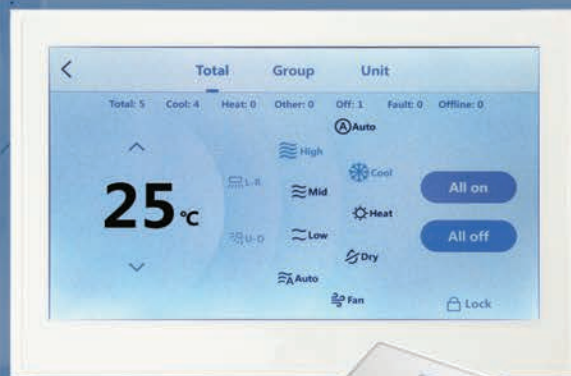 Total Group Unit
Total: 5 Cool: 4 Heat: 0 Other: 0 Off: 1 Fault: 0 Offline: 0
A Auto
High
Cool
L-R
All on
25°C
Mid
Heat
U-D
Low
All off
Dry
A Auto
Fan
Lock